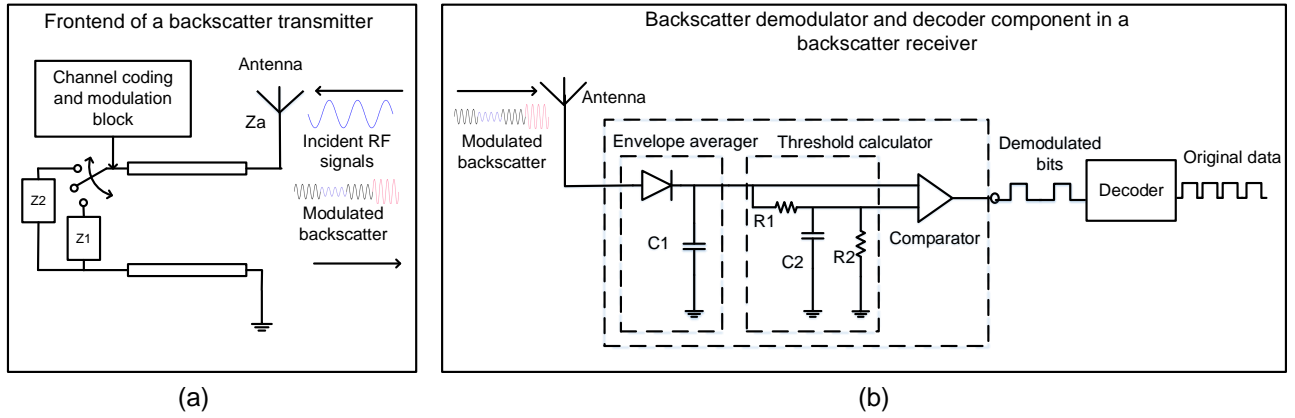 Frontend of a backscatter transmitter
Channel coding
and modulation
block
Antenna
Za
Incident RF
signals
Modulated
backscatter
Z2
Z1
(a)
Backscatter demodulator and decoder component in a
backscatter receiver
Antenna
Modulated
backscatter
Envelope averager
Threshold calculator
C1
R1
C2
R2
Comparator
Demodulated
bits
Decoder
Original data
(b)